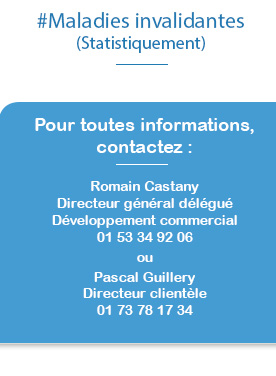 #Maladies invalidantes
(Statistiquement)
Pour toutes informations,
contactez :
Romain Castany
Directeur général délégué
Développement commercial
01 53 34 92 06
ou
Pascal Guillery
Directeur clientèle
01 73 78 17 34